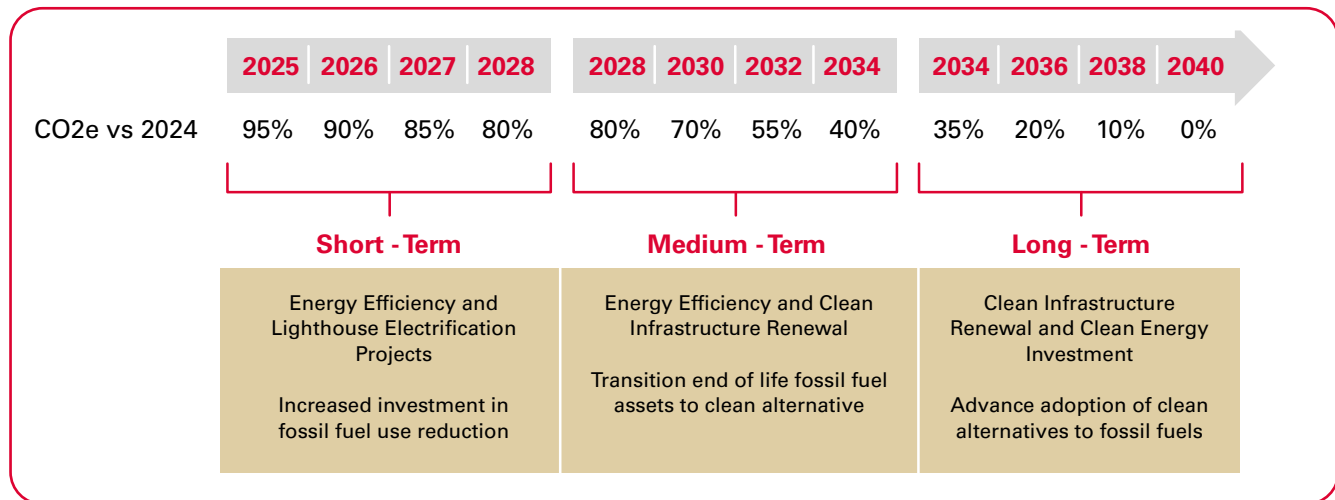 2025 2026 2027 2028 2028 2030 2032 2034 2034 2036 2038 2040
CO2e vs 2024 95% 90% 85% 80% 80% 70% 55% 40% 35% 20% 10% 0%
Short - Term
Energy Efficiency and
Lighthouse Electrification
Projects
Increased investment in
fossil fuel use reduction
Medium - Term
Energy Efficiency and Clean
Infrastructure Renewal
Transition end of life fossil fuel
assets to clean alternative
Long - Term
Clean Infrastructure
Renewal and Clean Energy
Investment
Advance adoption of clean
alternatives to fossil fuels